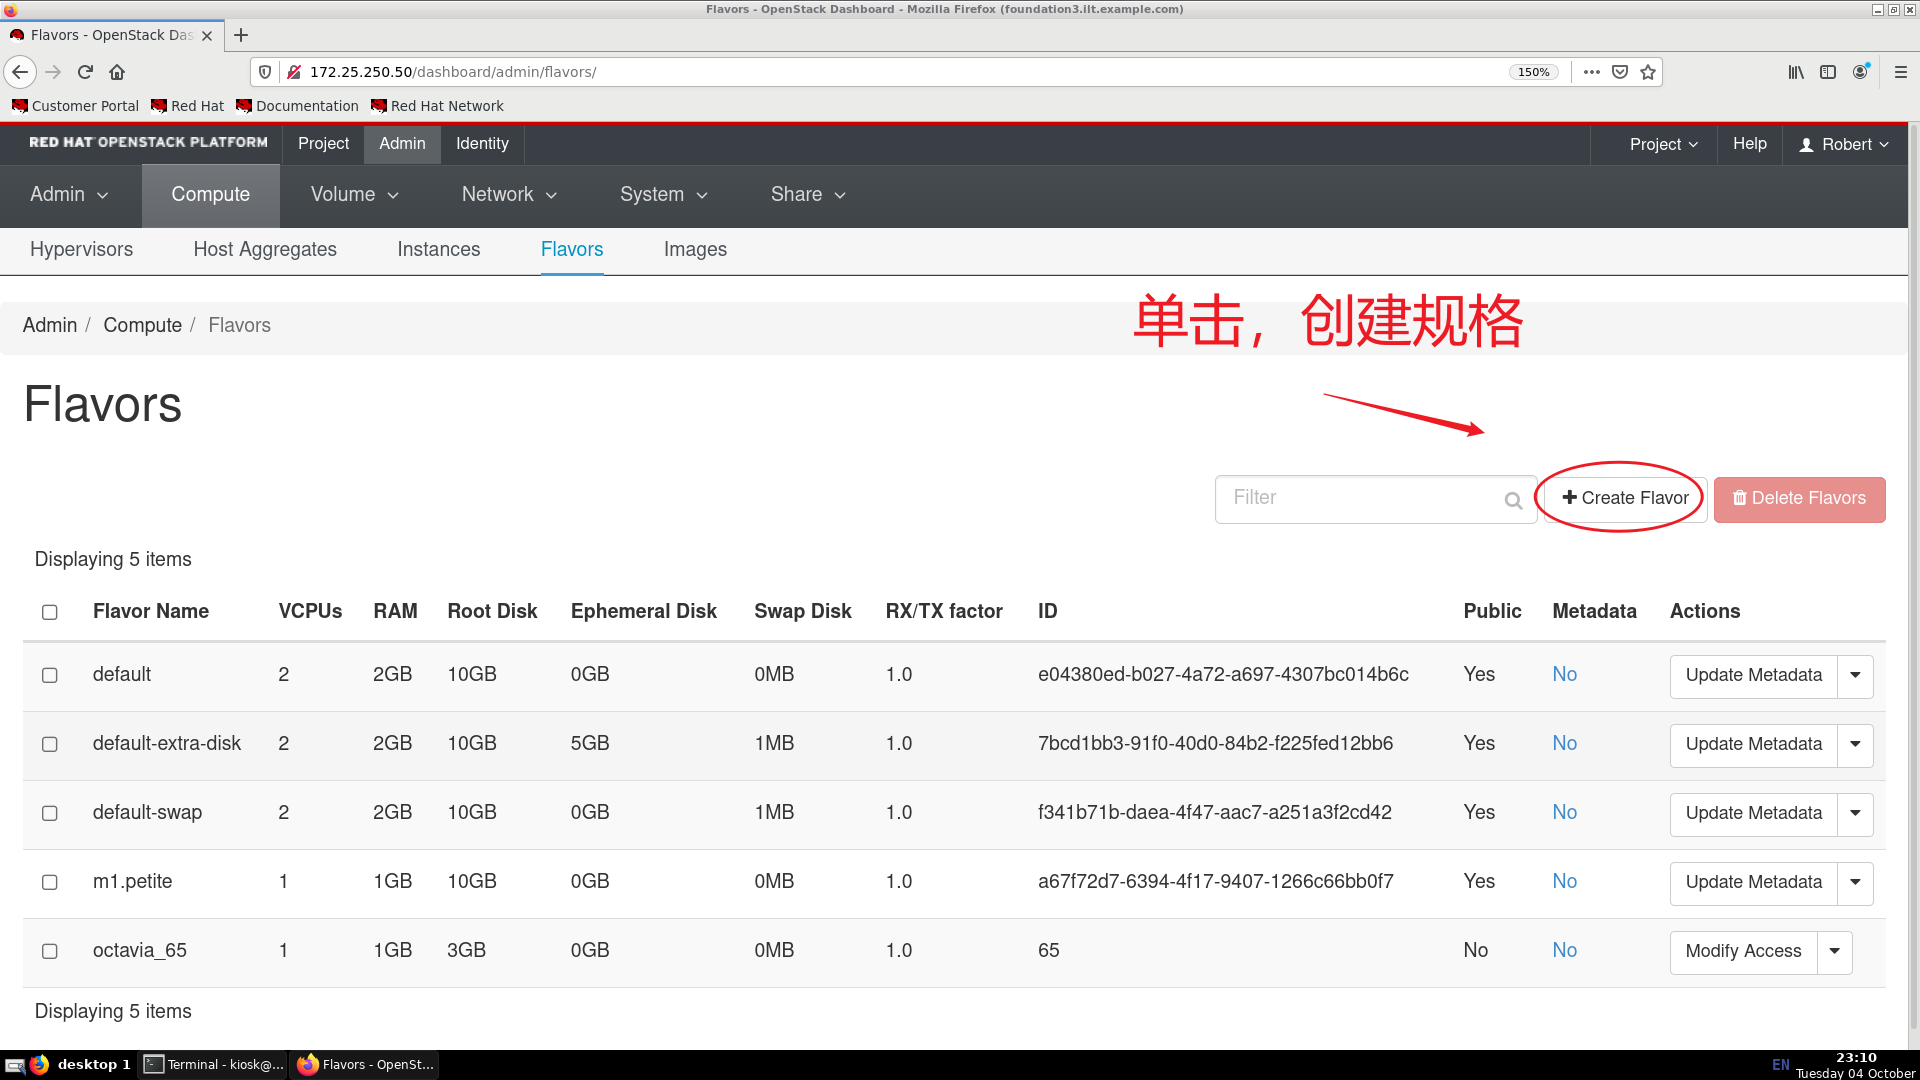 Flavors - OpenStack Dashboard - Mozilla Firefox (foundation3.ilt.example.com)
Flavors - OpenStack Das
172.25.250.50/dashboard/admin/flavors/ 150%
Customer Portal Red Hat Documentation Red Hat Network
RED HAT OPENSTACK PLATFORM Project Admin Identity Project Help Robert
Admin Compute Volume Network System Share
Hypervisors Host Aggregates Instances Flavors Images
单击，创建规格
Admin / Compute / Flavors
Flavors
Filter Create Flavor Delete Flavors
Displaying 5 items
Flavor Name VCPUs RAM Root Disk Ephemeral Disk Swap Disk RX/TX factor ID Public Metadata Actions
default 2 2GB 10GB 0GB 0MB 1.0 e04380ed-b027-4a72-a697-4307bc014b6c Yes No Update Metadata
default-extra-disk 2 2GB 10GB 5GB 1MB 1.0 7bcd1bb3-91f0-40d0-84b2-f225fed12bb6 Yes No Update Metadata
default-swap 2 2GB 10GB 0GB 1MB 1.0 f341b71b-daea-4f47-aac7-a251a3f2cd42 Yes No Update Metadata
m1.petite 1 1GB 10GB 0GB 0MB 1.0 a67f72d7-6394-4f17-9407-1266c66bb0f7 Yes No Update Metadata
octavia_65 1 1GB 3GB 0GB 0MB 1.0 65 No No Modify Access
Displaying 5 items
desktop 1 Terminal - kiosk@... Flavors - OpenSt... EN 23:10
Tuesday 04 October